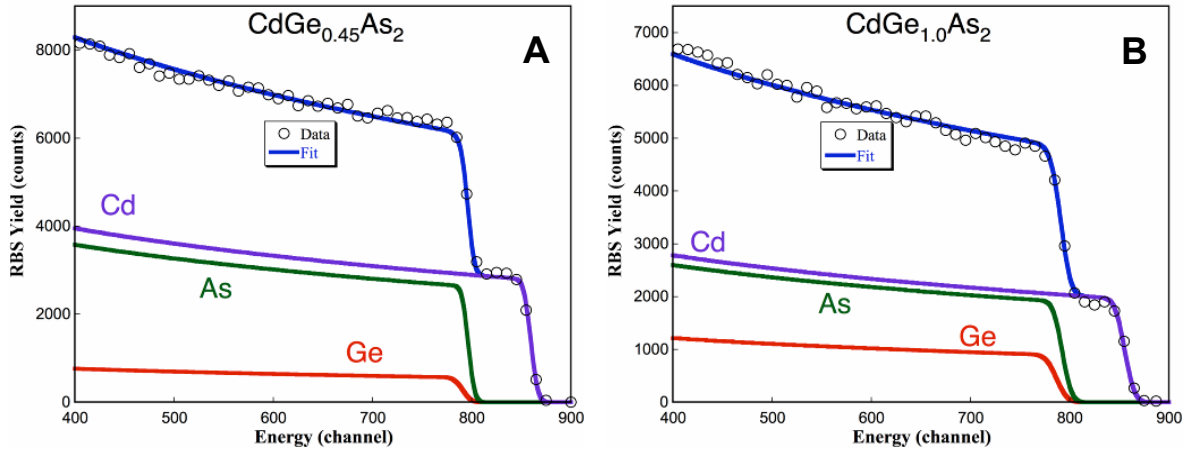 CdGe0.45As2
A
8000
6000
4000
2000
0
RBS Yield (counts)
Data
Fit
Cd
As
Ge
400 500 600 700 800 900
Energy (channel)
CdGe1.0As2
B
7000
6000
5000
4000
3000
2000
1000
0
RBS Yield (counts)
Data
Fit
Cd
As
Ge
400 500 600 700 800 900
Energy (channel)